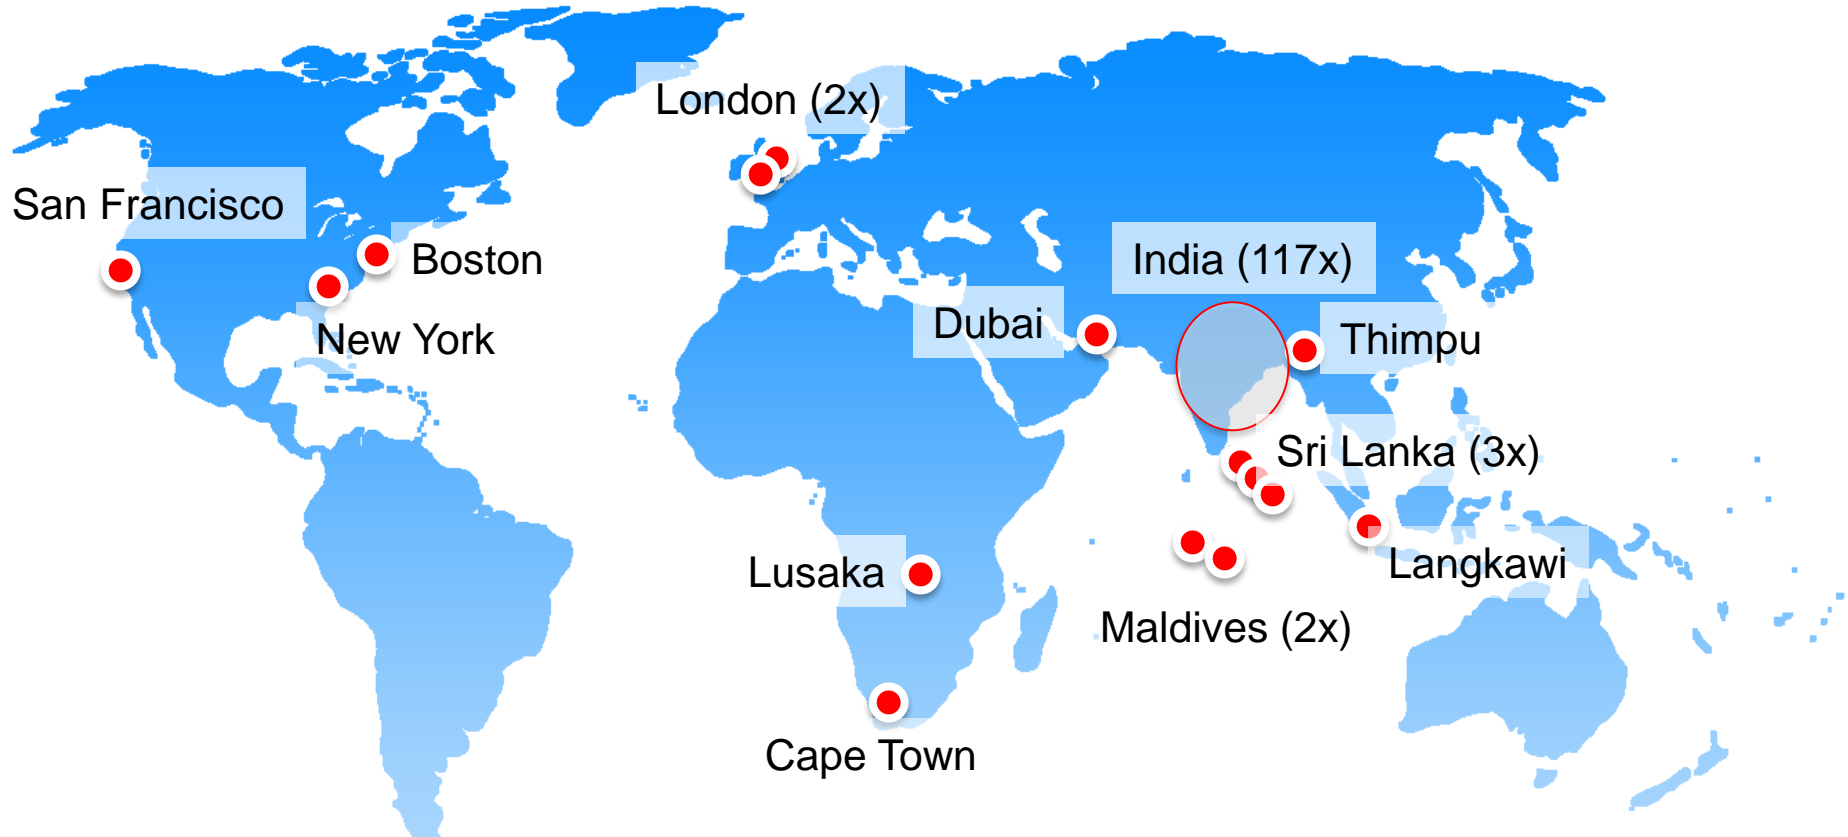 London (2x)
San Francisco
Boston
India (117x)
New York
Dubai
Thimpu
Sri Lanka (3x)
Langkawi
Lusaka
Maldives (2x)
Cape Town